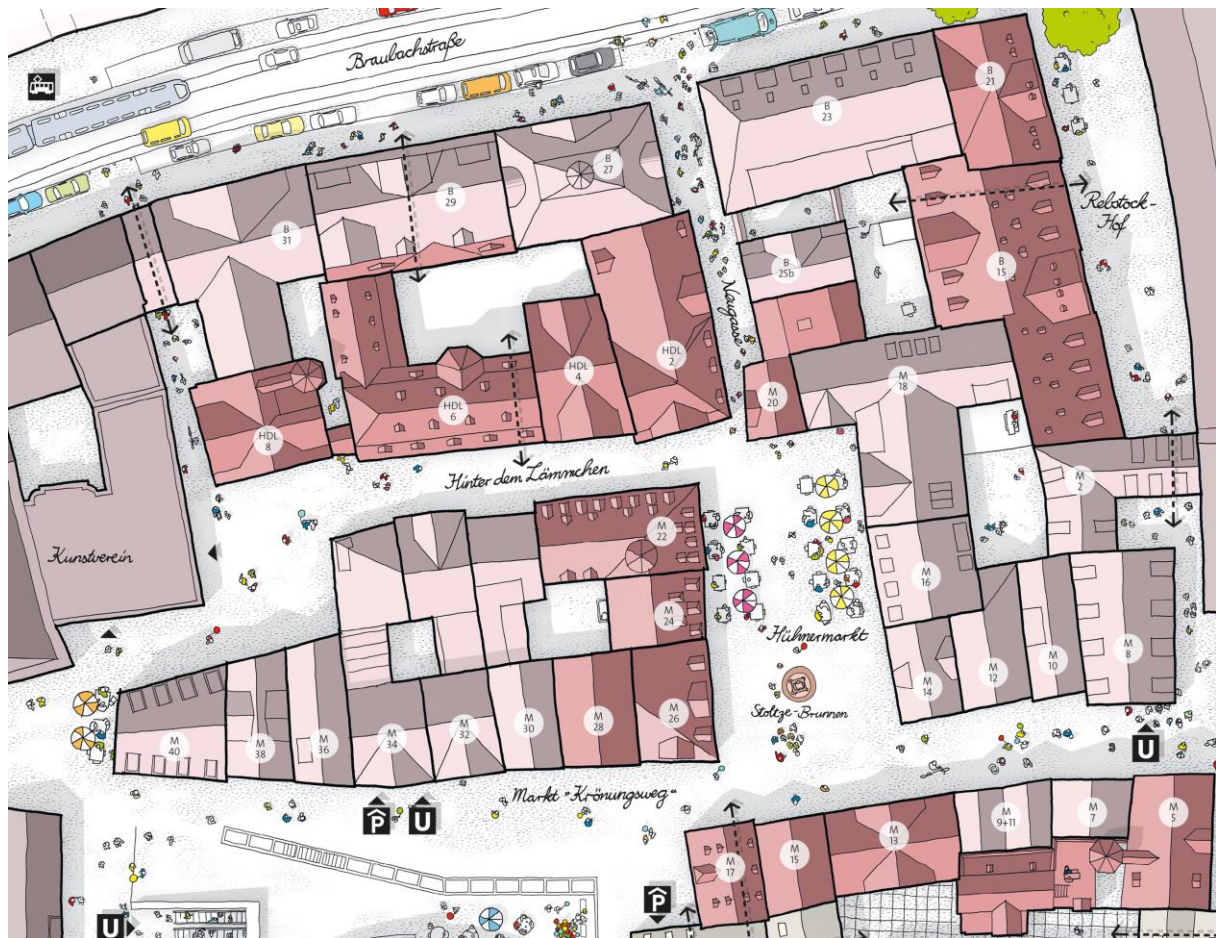 Braubachstraße
B
21
B
23
B
27
B
29
Rebstock-
Hof
B
31
B
25b
B
15
Neugasse
HDL
2
HDL
4
M
18
M
20
HDL
6
HDL
8
Hinter dem Lämmchen
M
2
M
22
Kunstverein
M
16
M
24
Hühnermarkt
M
8
M
10
M
12
M
14
Stoltze-Brunnen
M
26
M
28
M
30
M
32
M
34
M
36
M
38
M
40
U
Markt "Krönungsweg"
P
U
M
5
M
7
M
9+11
M
13
M
15
M
17
P
U